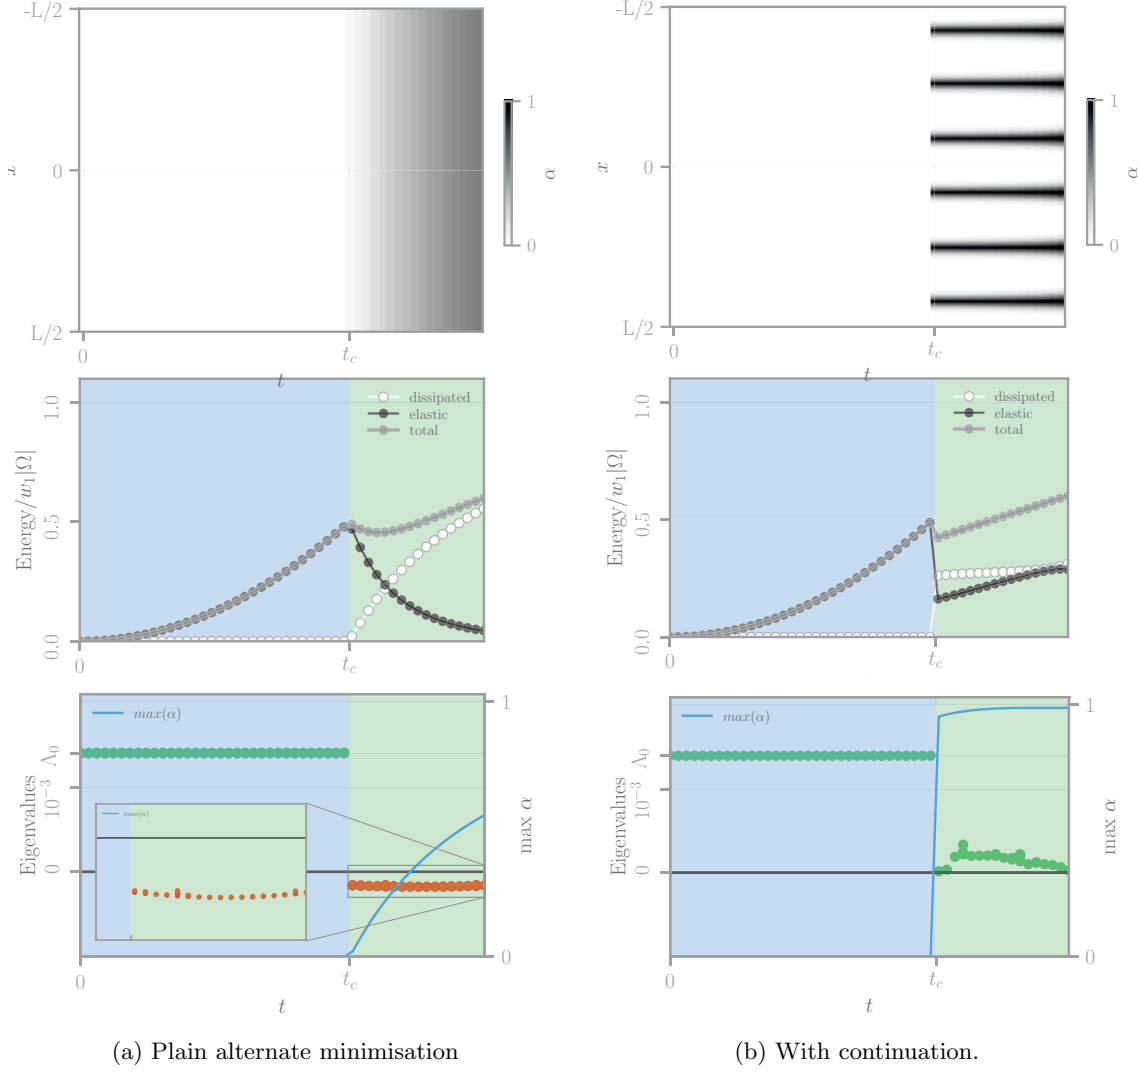 -L/2
0
L/2
x
0
t_c
t
1
0
α
-L/2
0
L/2
x
0
t_c
t
1
0
α
1.0
0.5
0.0
Energy/w_1|Ω|
dissipated
elastic
total
0
t_c
1.0
0.5
0.0
Energy/w_1|Ω|
dissipated
elastic
total
0
t_c
max(α)
Λ_0
10^{-3}
0
Eigenvalues
max(α)
1
0
max α
0
t_c
t
max(α)
Λ_0
10^{-3}
0
Eigenvalues
1
0
max α
0
t_c
t
(a) Plain alternate minimisation
(b) With continuation.